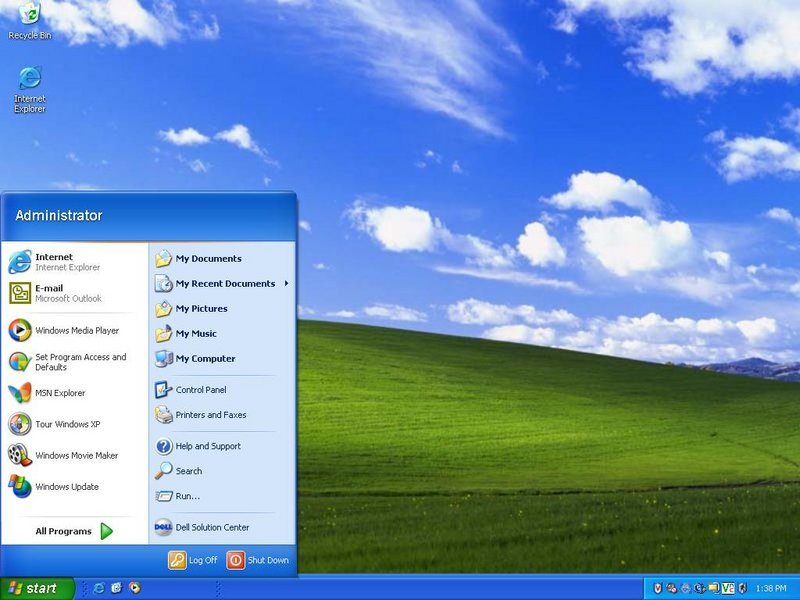 Recycle Bin
Internet
Explorer
Administrator
Internet
Internet Explorer
E-mail
Microsoft Outlook
Windows Media Player
Set Program Access and
Defaults
MSN Explorer
Tour Windows XP
Windows Movie Maker
Windows Update
All Programs
My Documents
My Recent Documents
My Pictures
My Music
My Computer
Control Panel
Printers and Faxes
Help and Support
Search
Run...
DELL Dell Solution Center
Log Off Shut Down
start
1:38 PM